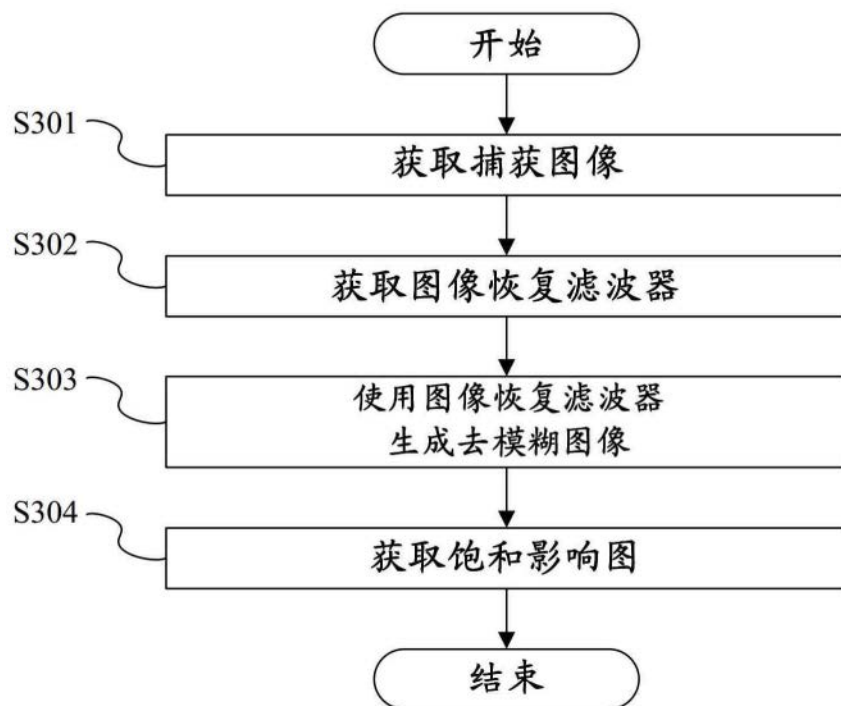 开始
S301
获取捕获图像
S302
获取图像恢复滤波器
S303
使用图像恢复滤波器
生成去模糊图像
S304
获取饱和影响图
结束